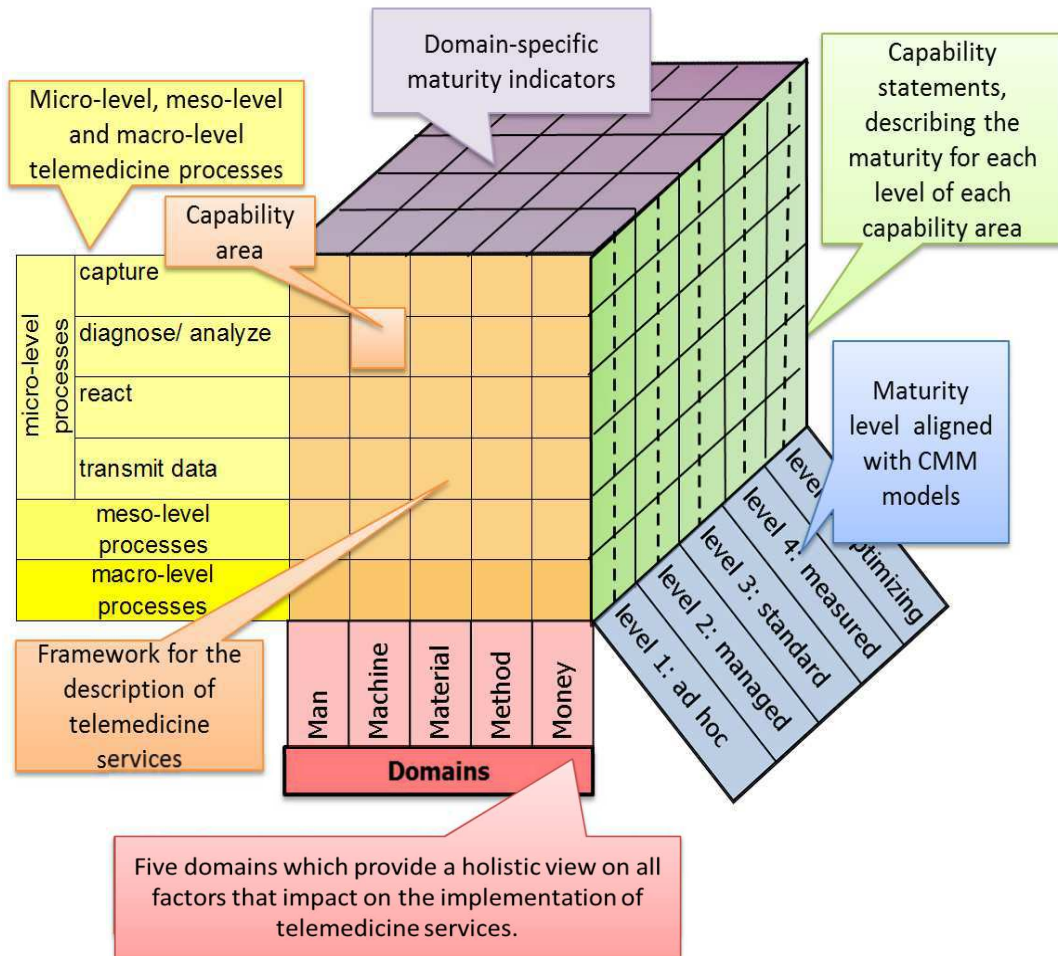 Domain-specific
maturity indicators
Capability
statements,
describing the
maturity for each
level of each
capability area
Micro-level, meso-level
and macro-level
telemedicine processes
Capability
area
micro-level
processes
capture
diagnose/ analyze
react
transmit data
meso-level
processes
macro-level
processes
Maturity
level aligned
with CMM
models
Framework for the
description of
telemedicine
services
Man
Machine
Material
Method
Money
Domains
level 1: ad hoc
level 2: managed
level 3: standard
level 4: measured
level
Five domains which provide a holistic view on all
factors that impact on the implementation of
telemedicine services.